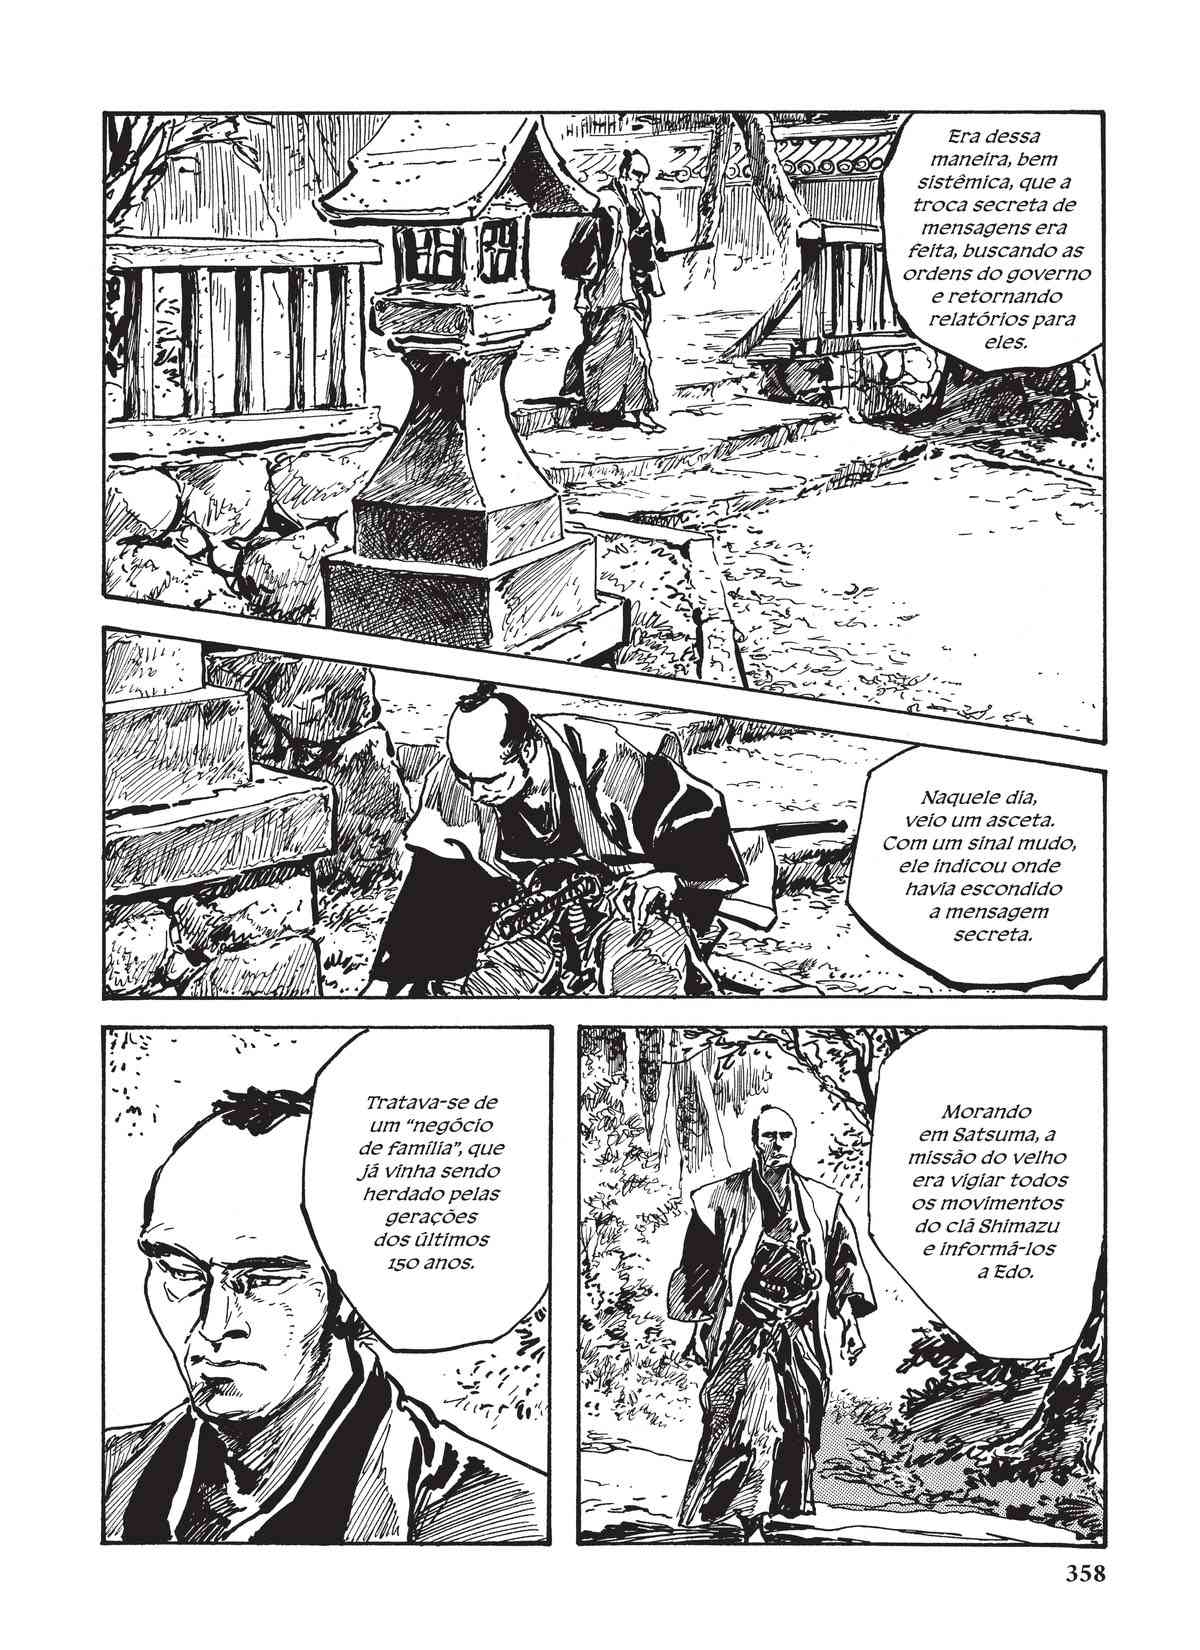 Era dessa
maneira, bem
sistêmica, que a
troca secreta de
mensagens era
feita, buscando as
ordens do governo
e retornando
relatórios para
eles.
Naquele dia,
veio um asceta.
Com um sinal mudo,
ele indicou onde
havia escondido
a mensagem
secreta.
Morando
em Satsuma, a
missão do velho
era vigiar todos
os movimentos
do clã Shimazu
e informá-los
a Edo.
Tratava-se de
um “negócio
de família”, que
já vinha sendo
herdado pelas
gerações
dos últimos
150 anos.
358